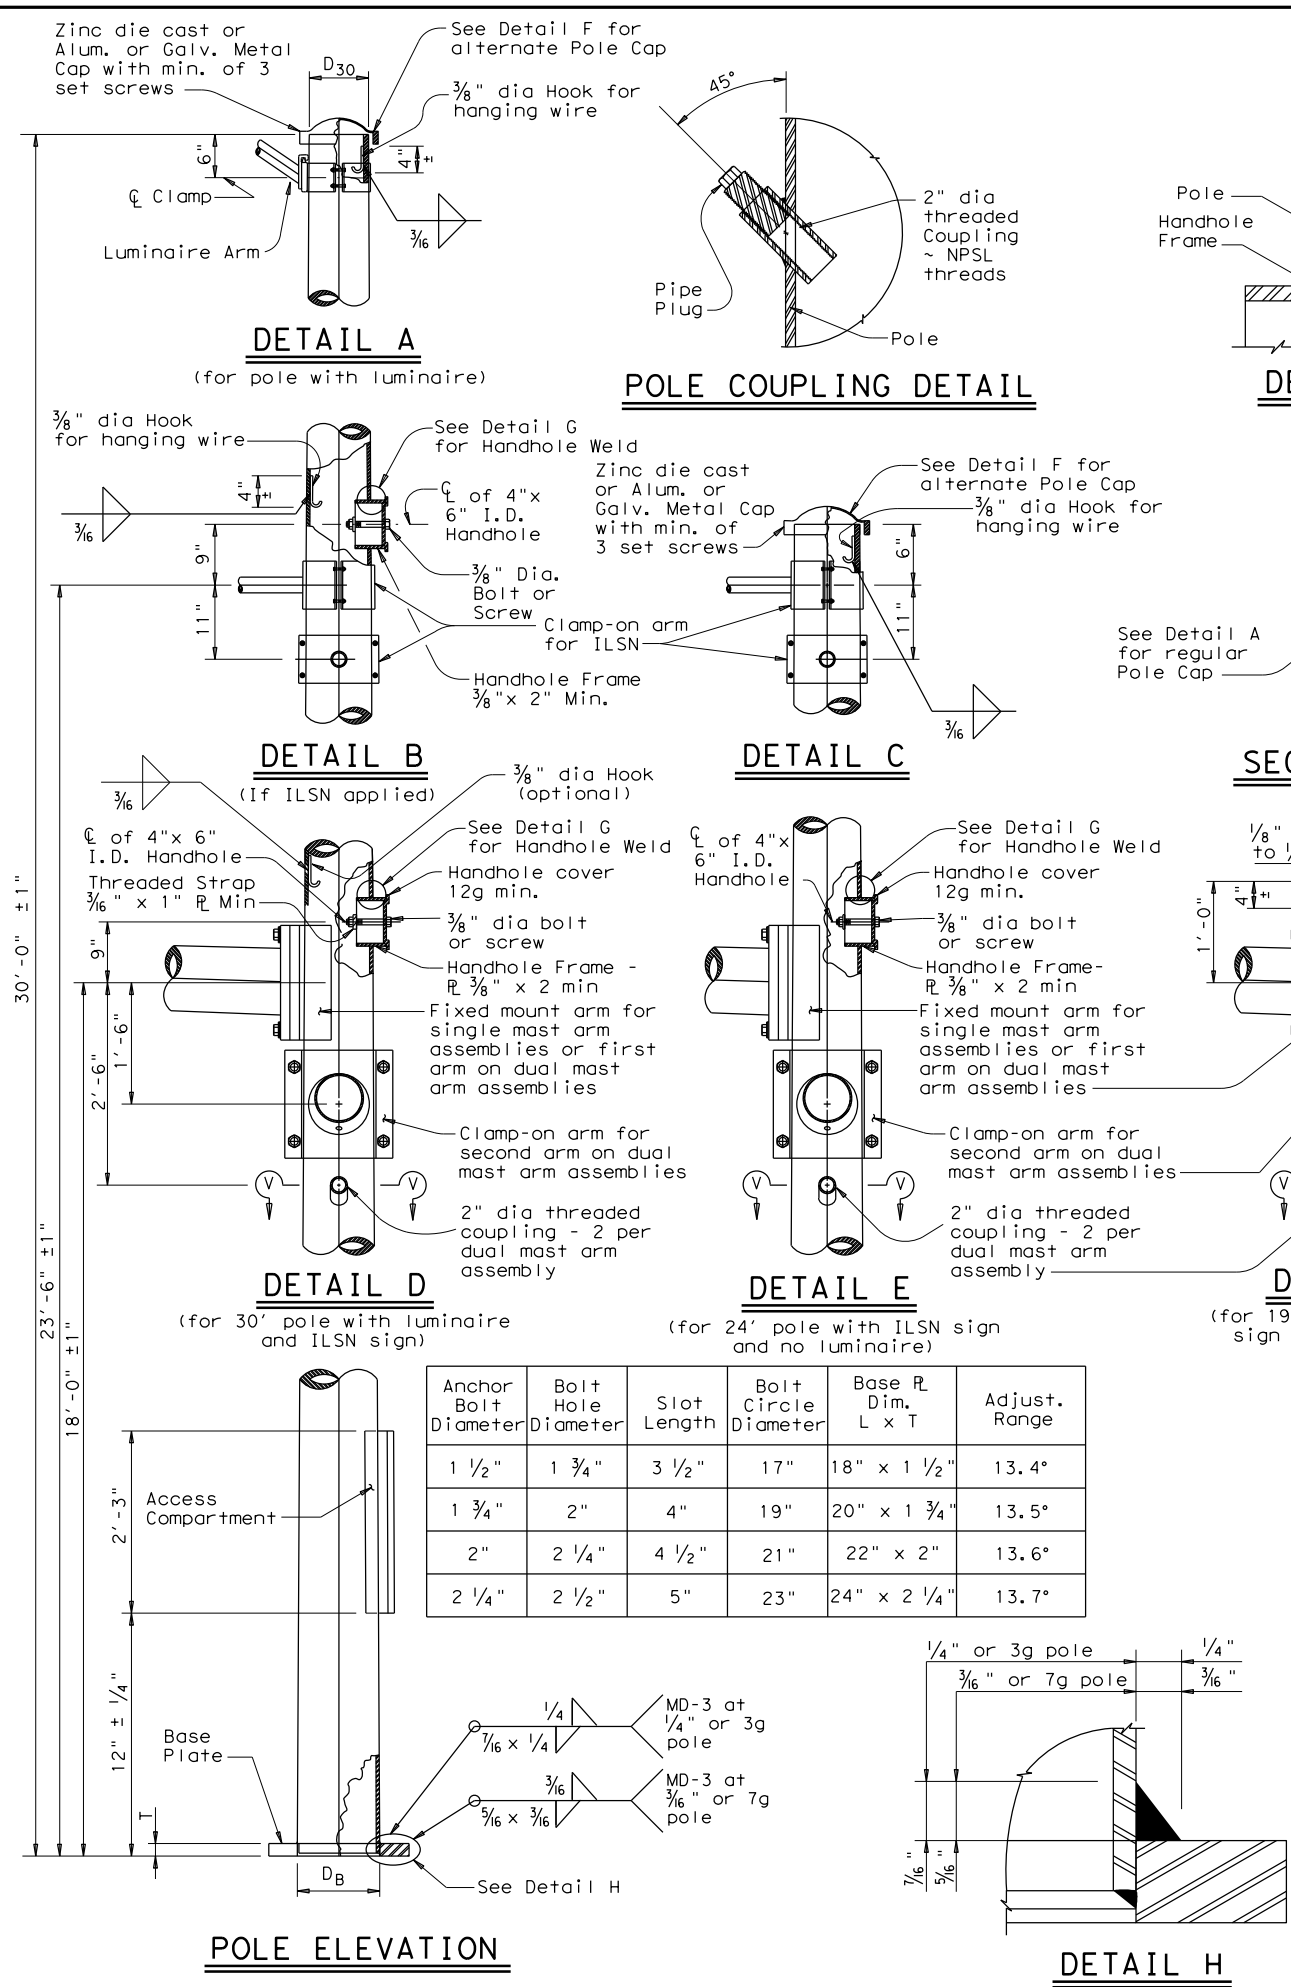 Zinc die cast or
Alum. or Galv. Metal
Cap with min. of 3
set screws
D30
See Detail F for
alternate Pole Cap
3/8" dia Hook for
hanging wire
6"
4"
±
℄ Clamp
Luminaire Arm
3/16
DETAIL A
(for pole with luminaire)
45°
2" dia
threaded
Coupling
~ NPSL
threads
Pipe
Plug
Pole
POLE COUPLING DETAIL
Pole
Handhole
Frame
3/8" dia Hook
for hanging wire
4"
±
3/16
9"
11"
See Detail G
for Handhole Weld
℄ of 4"x
6" I.D.
Handhole
3/8" Dia.
Bolt or
Screw
Clamp-on arm
for ILSN
Handhole Frame
3/8"x 2" Min.
DETAIL B
(If ILSN applied)
Zinc die cast
or Alum. or
Galv. Metal Cap
with min. of
3 set screws
See Detail F for
alternate Pole Cap
3/8" dia Hook for
hanging wire
6"
11"
3/16
DETAIL C
See Detail A
for regular
Pole Cap
3/16
3/8" dia Hook
(optional)
℄ of 4"x 6"
I.D. Handhole
Threaded Strap
3/16 " x 1" ℞ Min
See Detail G
for Handhole Weld
Handhole cover
12g min.
3/8" dia bolt
or screw
Handhole Frame -
℞ 3/8" x 2 min
Fixed mount arm for
single mast arm
assemblies or first
arm on dual mast
arm assemblies
Clamp-on arm for
second arm on dual
mast arm assemblies
V
V
2" dia threaded
coupling - 2 per
dual mast arm
assembly
9"
1'-6"
2'-6"
DETAIL D
(for 30' pole with luminaire
and ILSN sign)
℄ of 4"x
6" I.D.
Handhole
See Detail G
for Handhole Weld
Handhole cover
12g min.
3/8" dia bolt
or screw
Handhole Frame-
℞ 3/8" x 2 min
Fixed mount arm for
single mast arm
assemblies or first
arm on dual mast
arm assemblies
Clamp-on arm for
second arm on dual
mast arm assemblies
V
V
2" dia threaded
coupling - 2 per
dual mast arm
assembly
DETAIL E
(for 24' pole with ILSN sign
and no luminaire)
1/8"
4"
±
1'-0"
V
(for 19
sign
30'-0" ±1"
23'-6" ±1"
18'-0" ±1"
Anchor Bolt Diameter | Bolt Hole Diameter | Slot Length | Bolt Circle Diameter | Base ℞ Dim. L x T | Adjust. Range
1 1/2" | 1 3/4" | 3 1/2" | 17" | 18" x 1 1/2" | 13.4°
1 3/4" | 2" | 4" | 19" | 20" x 1 3/4" | 13.5°
2" | 2 1/4" | 4 1/2" | 21" | 22" x 2" | 13.6°
2 1/4" | 2 1/2" | 5" | 23" | 24" x 2 1/4" | 13.7°
2'-3"
Access
Compartment
12" ± 1/4"
Base
Plate
T
DB
1/4
7/16 x 1/4
MD-3 at
1/4" or 3g
pole
3/16
5/16 x 3/16
MD-3 at
3/16 " or 7g
pole
See Detail H
POLE ELEVATION
1/4" or 3g pole
1/4"
3/16 " or 7g pole
3/16 "
7/16"
5/16"
DETAIL H